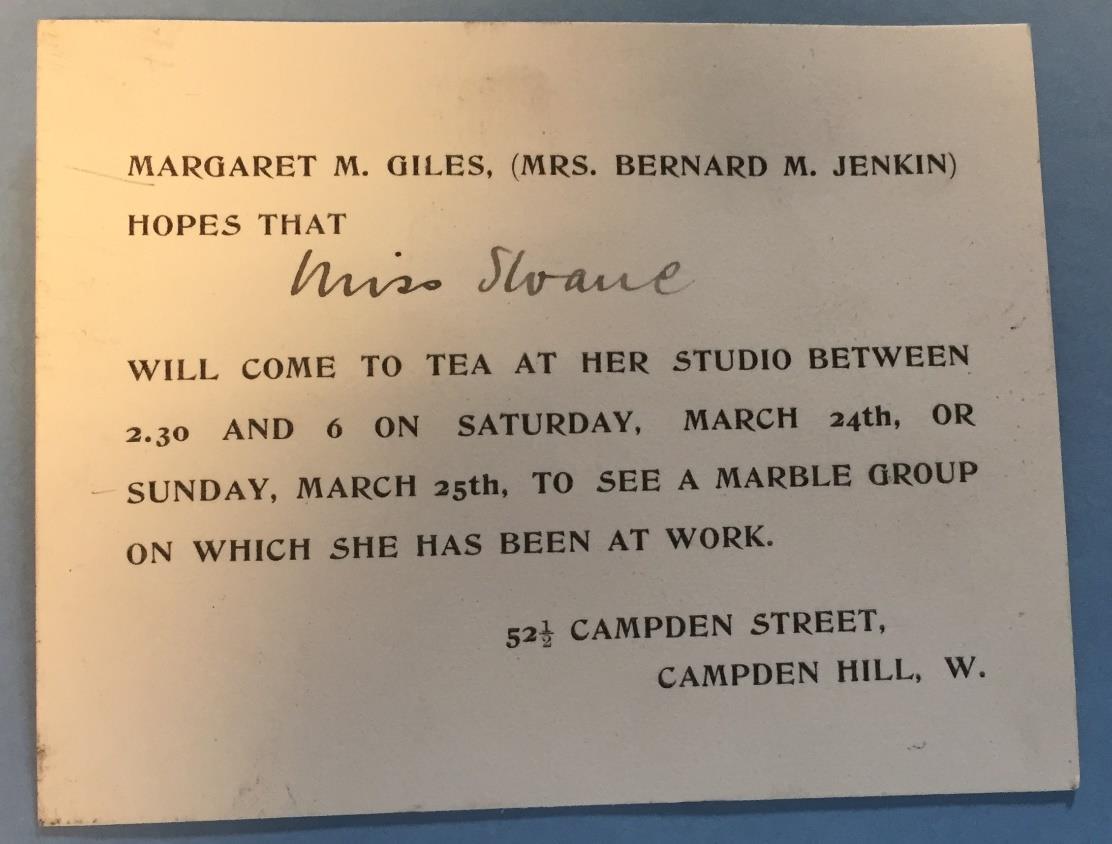 MARGARET M. GILES, (MRS. BERNARD M. JENKIN)
HOPES THAT
Miss Sloane
WILL COME TO TEA AT HER STUDIO BETWEEN
2.30 AND 6 ON SATURDAY, MARCH 24th, OR
SUNDAY, MARCH 25th, TO SEE A MARBLE GROUP
ON WHICH SHE HAS BEEN AT WORK.
52½ CAMPDEN STREET,
CAMPDEN HILL, W.